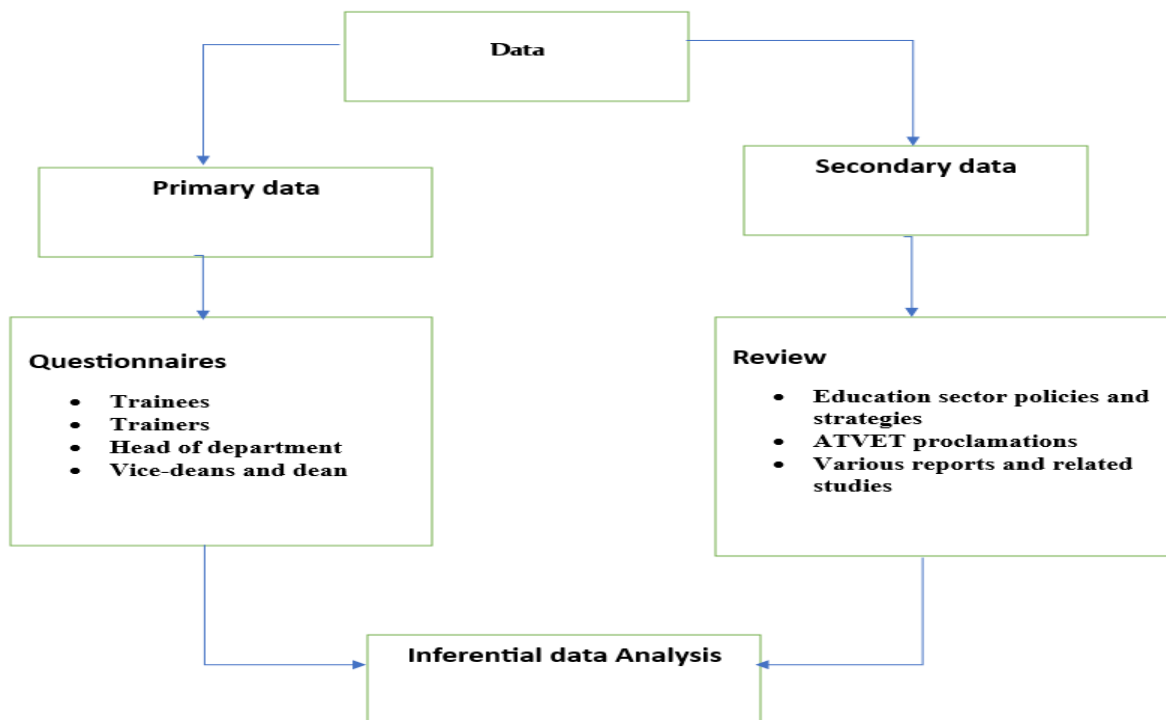 Data
Primary data
Secondary data
Questionnaires
• Trainees
• Trainers
• Head of department
• Vice-deans and dean
Review
• Education sector policies and
strategies
• ATVET proclamations
• Various reports and related
studies
Inferential data Analysis